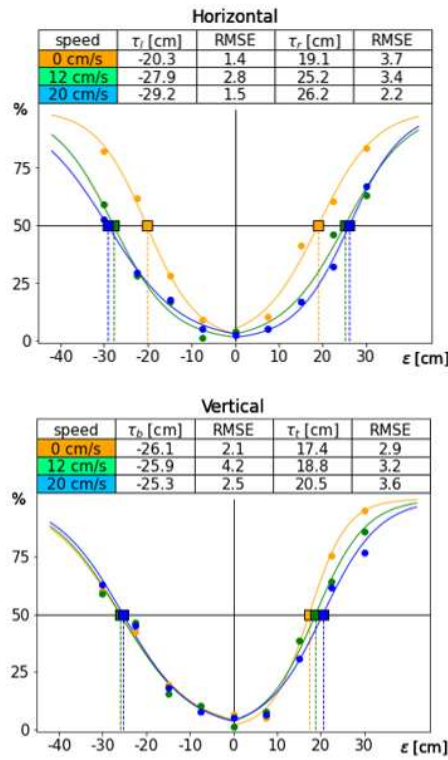 Horizontal
speed τₗ [cm] RMSE τᵣ [cm] RMSE
0 cm/s -20.3 1.4 19.1 3.7
12 cm/s -27.9 2.8 25.2 3.4
20 cm/s -29.2 1.5 26.2 2.2
%
75
50
25
0
-40 -30 -20 -10 0 10 20 30
ε [cm]
Vertical
speed τ_b [cm] RMSE τₜ [cm] RMSE
0 cm/s -26.1 2.1 17.4 2.9
12 cm/s -25.9 4.2 18.8 3.2
20 cm/s -25.3 2.5 20.5 3.6
%
75
50
25
0
-40 -30 -20 -10 0 10 20 30
ε [cm]